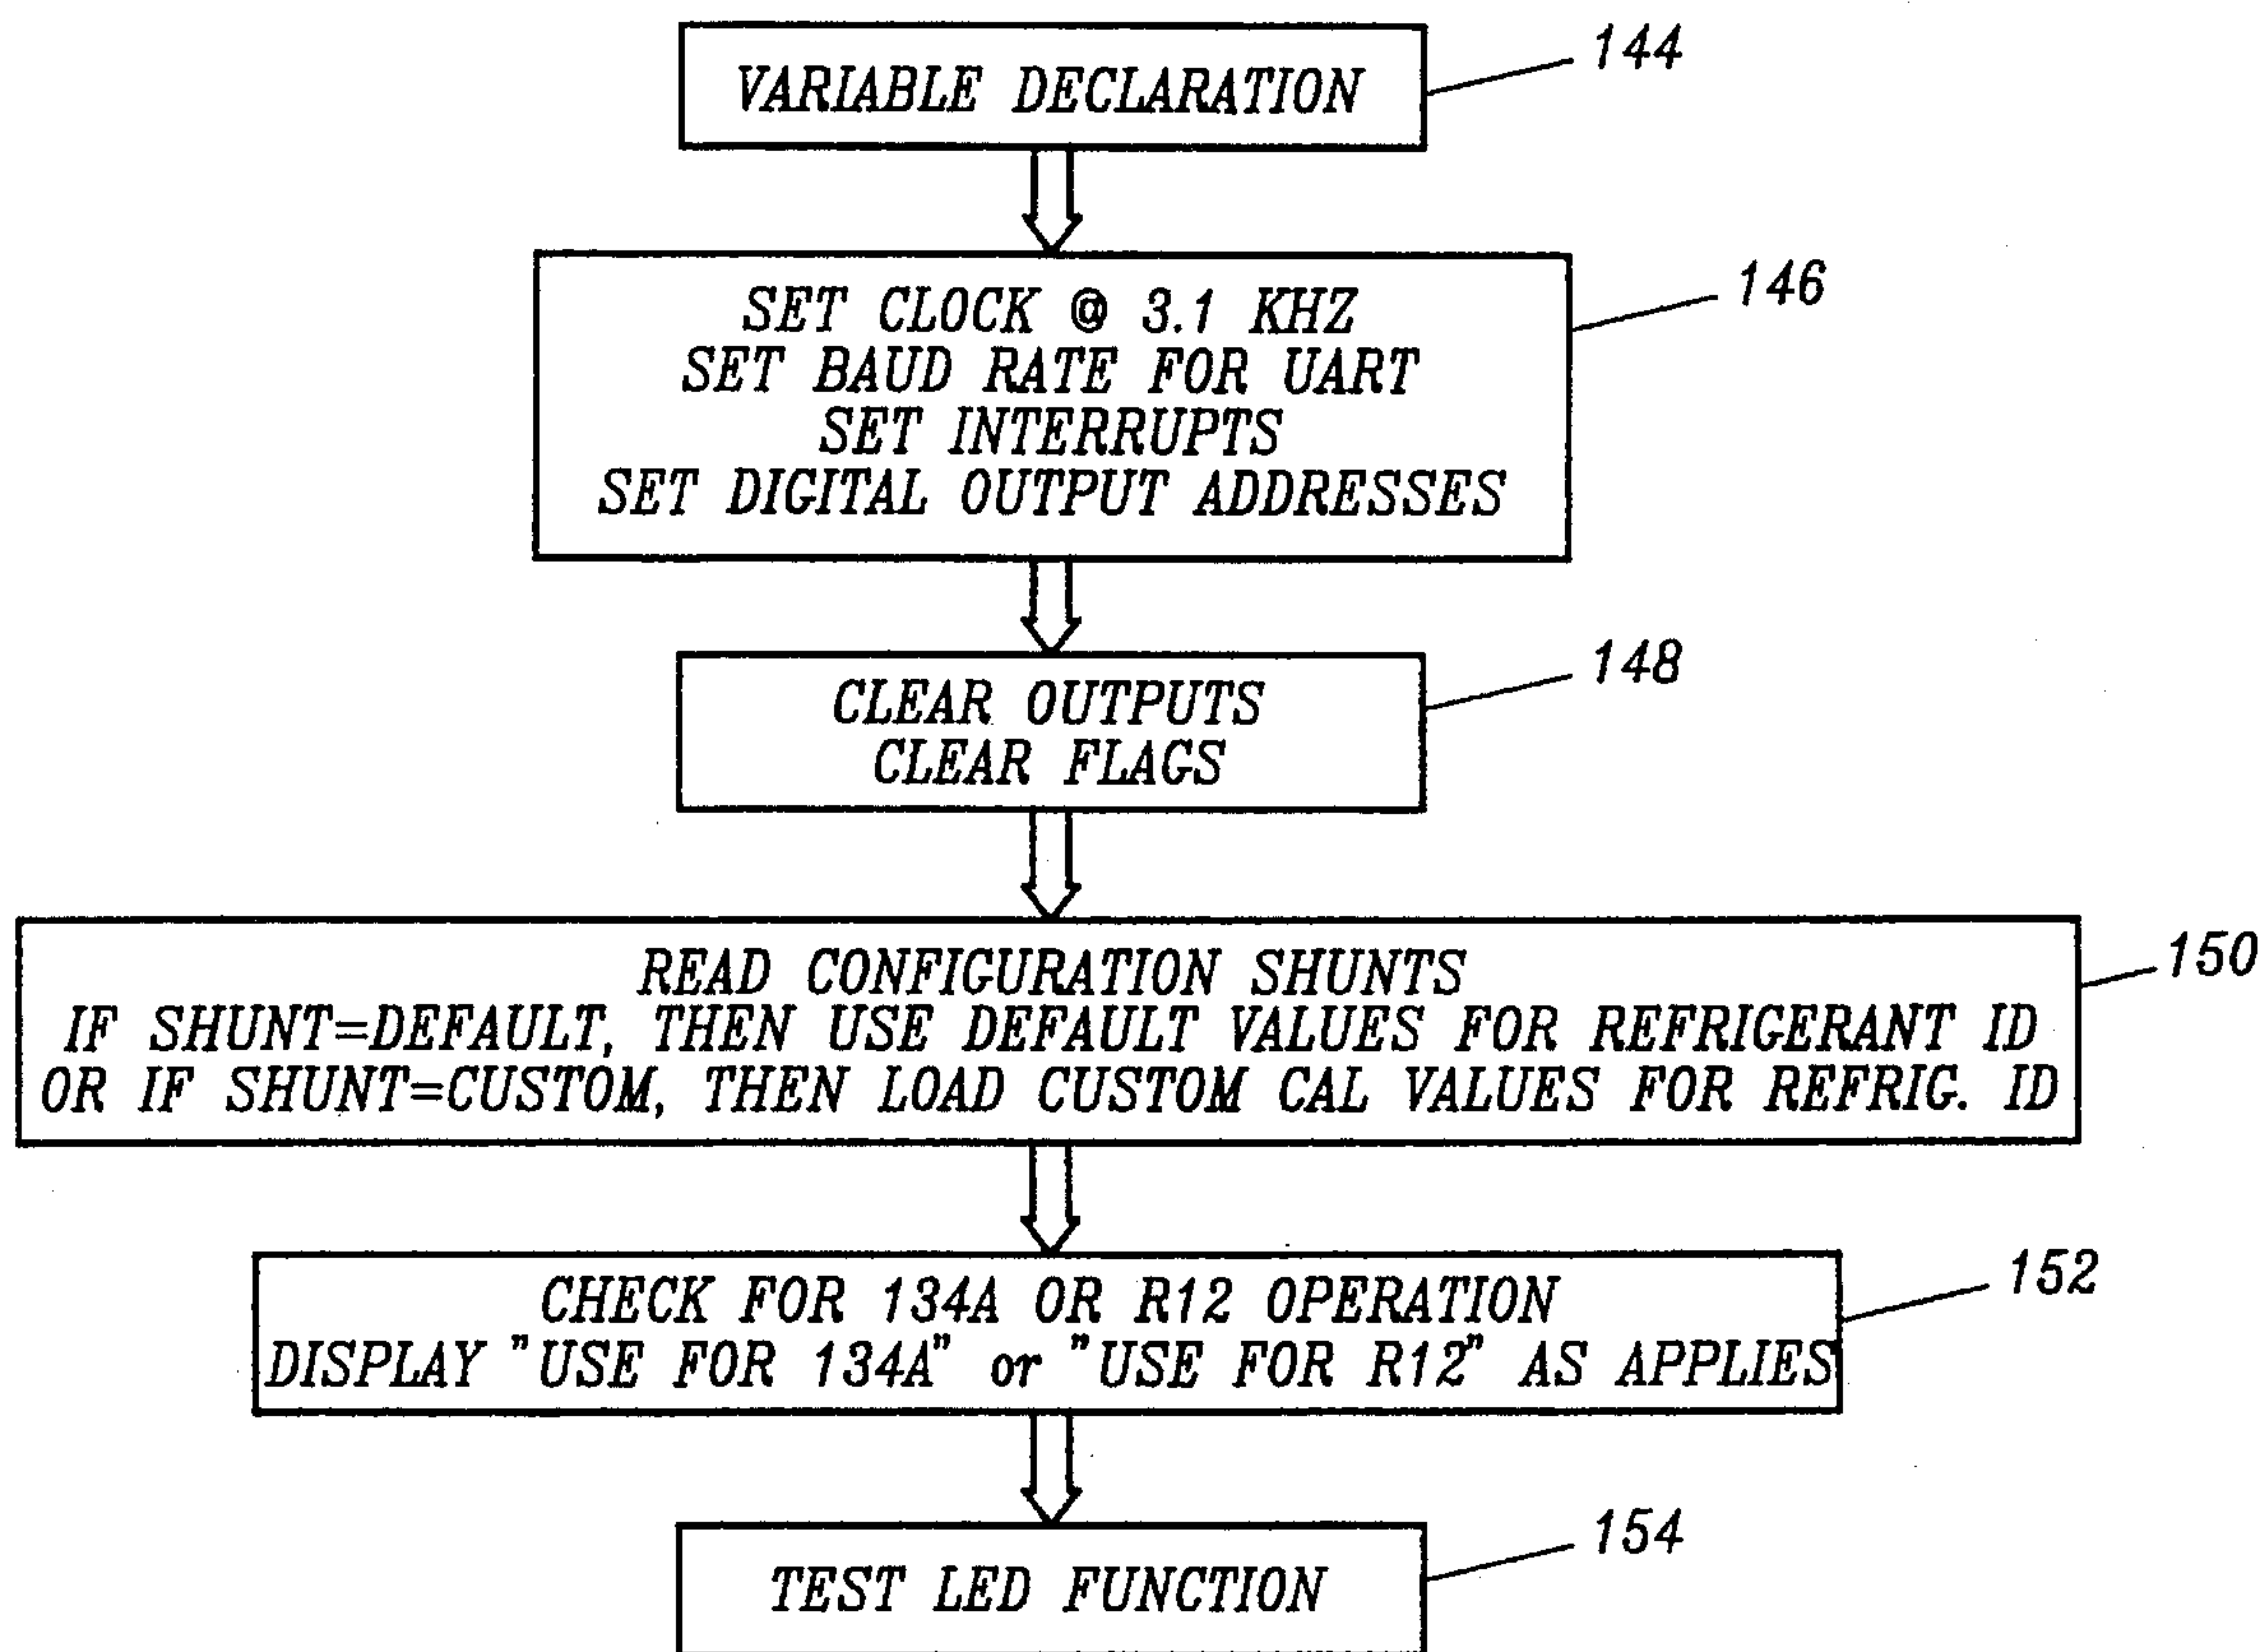 VARIABLE DECLARATION
144
SET CLOCK @ 3.1 KHZ
SET BAUD RATE FOR UART
SET INTERRUPTS
SET DIGITAL OUTPUT ADDRESSES
146
CLEAR OUTPUTS
CLEAR FLAGS
148
READ CONFIGURATION SHUNTS
IF SHUNT=DEFAULT, THEN USE DEFAULT VALUES FOR REFRIGERANT ID
OR IF SHUNT=CUSTOM, THEN LOAD CUSTOM CAL VALUES FOR REFRIG. ID
150
CHECK FOR 134A OR R12 OPERATION
DISPLAY "USE FOR 134A" or "USE FOR R12" AS APPLIES
152
TEST LED FUNCTION
154